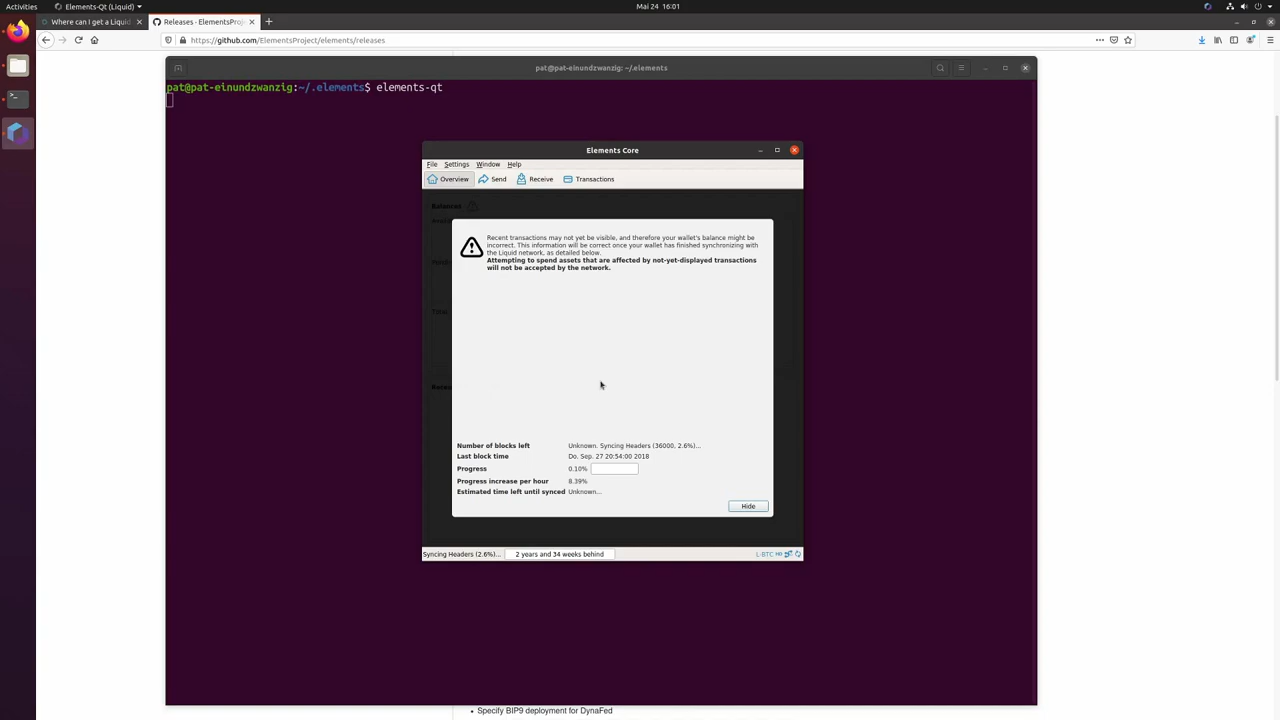 Activities
Elements-Qt (Liquid)
Mai 24 16:01
Where can I get a Liquid
Releases · ElementsProj
https://github.com/ElementsProject/elements/releases
pat@pat-einundzwanzig: ~/.elements
pat@pat-einundzwanzig:~/.elements$ elements-qt
Elements Core
File Settings Window Help
Overview Send Receive Transactions
Balances
Recent transactions may not yet be visible, and therefore your wallet's balance might be
incorrect. This information will be correct once your wallet has finished synchronizing with
the Liquid network, as detailed below.
Attempting to spend assets that are affected by not-yet-displayed transactions
will not be accepted by the network.
Number of blocks left Unknown. Syncing Headers (36000, 2.6%)...
Last block time Do. Sep. 27 20:54:00 2018
Progress 0.10%
Progress increase per hour 8.39%
Estimated time left until synced Unknown...
Hide
Syncing Headers (2.6%)... 2 years and 34 weeks behind L-BTC HD
• Specify BIP9 deployment for DynaFed